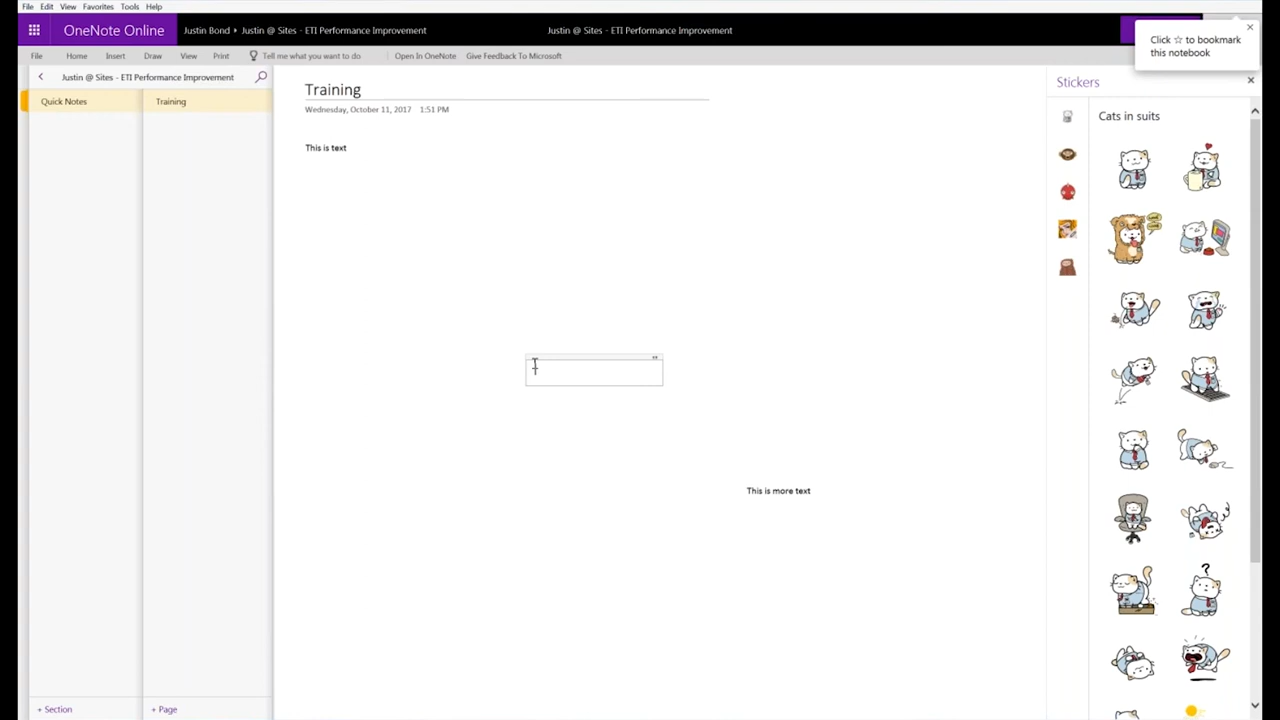 File Edit View Favorites Tools Help
OneNote Online Justin Bond Justin @ Sites - ETI Performance Improvement Justin @ Sites - ETI Performance Improvement
Click ☆ to bookmark
this notebook
File Home Insert Draw View Print Tell me what you want to do Open In OneNote Give Feedback To Microsoft
Justin @ Sites - ETI Performance Improvement
Stickers
Quick Notes Training
Training
Wednesday, October 11, 2017 1:51 PM
Cats in suits
This is text
This is more text
+ Section + Page